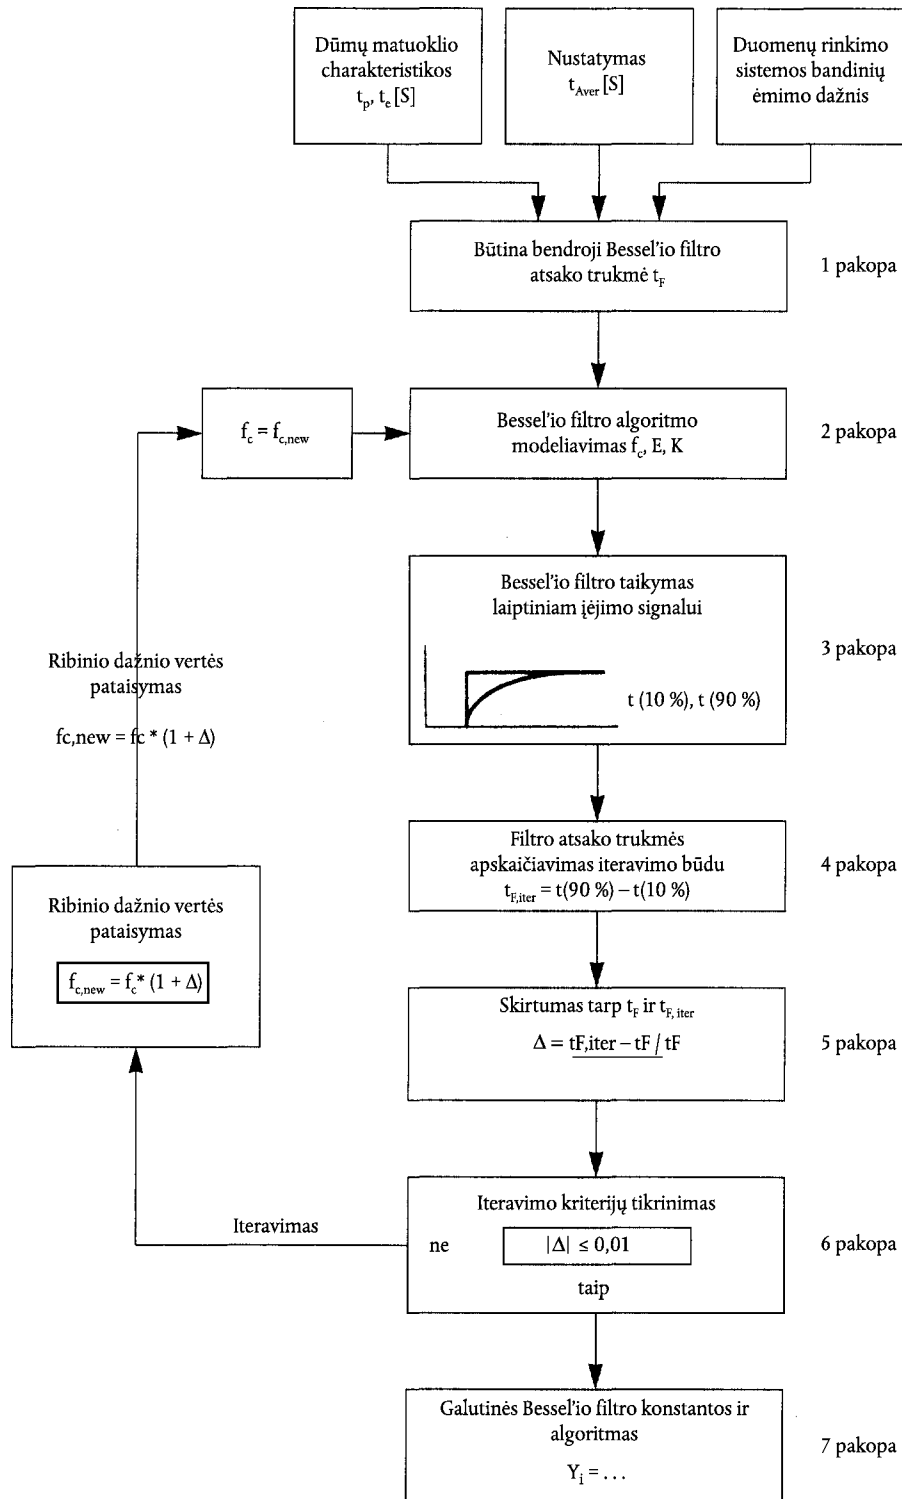 Dūmų matuoklio
charakteristikos
tp, te [S]
Nustatymas
tAver [S]
Duomenų rinkimo
sistemos bandinių
ėmimo dažnis
Būtina bendroji Bessel'io filtro
atsako trukmė tF
1 pakopa
fc = fc,new
Bessel'io filtro algoritmo
modeliavimas fc, E, K
2 pakopa
Bessel'io filtro taikymas
laiptiniam įėjimo signalui
t (10 %), t (90 %)
3 pakopa
Ribinio dažnio vertės
pataisymas
fc,new = fc * (1 + Δ)
Filtro atsako trukmės
apskaičiavimas iteravimo būdu
tF,iter = t(90 %) – t(10 %)
4 pakopa
Ribinio dažnio vertės
pataisymas
fc,new = fc* (1 + Δ)
Skirtumas tarp tF ir tF, iter
Δ = tF,iter – tF / tF
5 pakopa
Iteravimas
Iteravimo kriterijų tikrinimas
ne
|Δ| ≤ 0,01
taip
6 pakopa
Galutinės Bessel'io filtro konstantos ir
algoritmas
Yi = . . .
7 pakopa